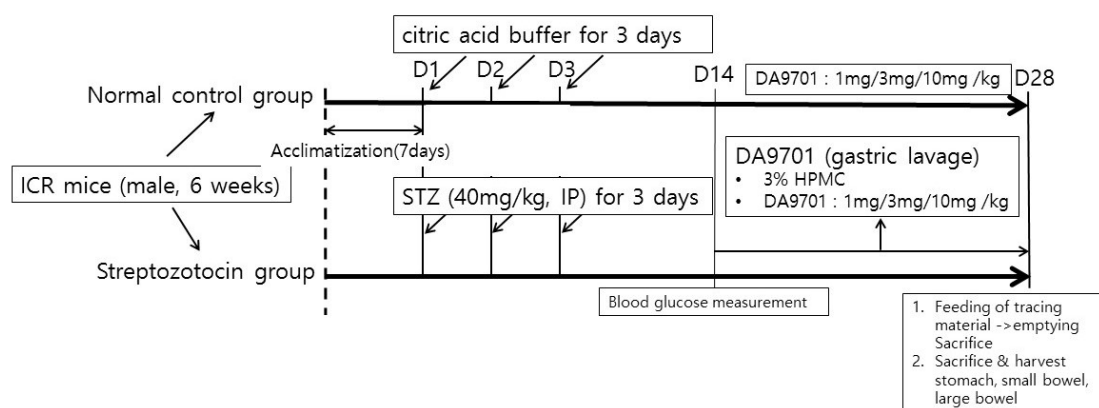 citric acid buffer for 3 days
D1
D2
D3
D14
DA9701 : 1mg/3mg/10mg /kg
D28
Normal control group
Acclimatization(7days)
ICR mice (male, 6 weeks)
DA9701 (gastric lavage)
• 3% HPMC
• DA9701 : 1mg/3mg/10mg /kg
STZ (40mg/kg, IP) for 3 days
Streptozotocin group
Blood glucose measurement
1. Feeding of tracing
material ->emptying
Sacrifice
2. Sacrifice & harvest
stomach, small bowel,
large bowel